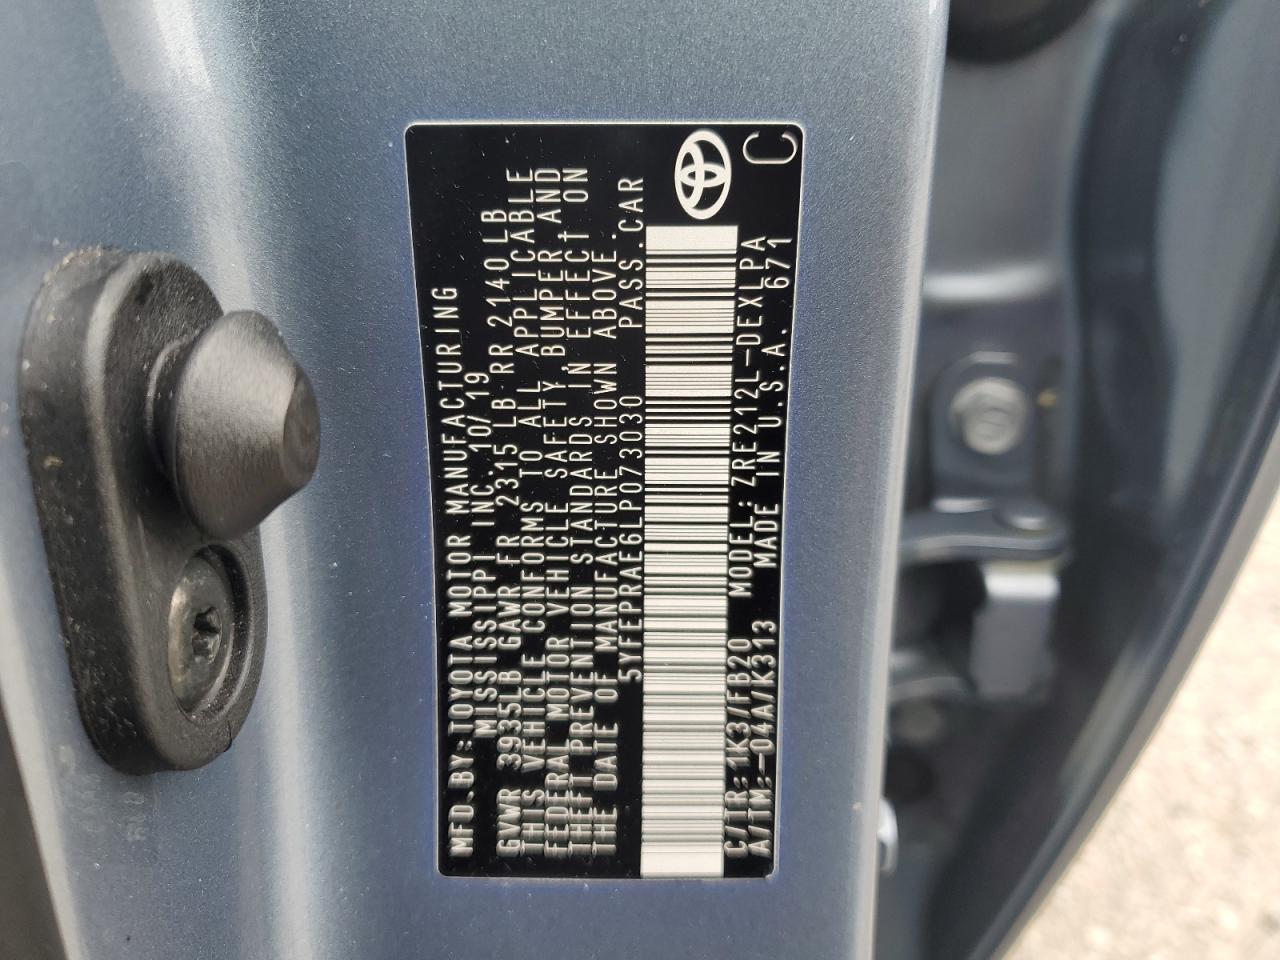 MFD.BY:TOYOTA MOTOR MANUFACTURING
MISSISSIPPI INC. 10/19
GVWR 3935LB GAWR FR 2315 LB RR 2140LB
THIS VEHICLE CONFORMS TO ALL APPLICABLE
FEDERAL MOTOR VEHICLE SAFETY, BUMPER AND
THEFT PREVENTION STANDARDS IN EFFECT ON
THE DATE OF MANUFACTURE SHOWN ABOVE.
5YFEPRAE6LP073030 PASS.CAR
C/TR:1K3/FB20 MODEL:ZRE212L-DEXLPA
A/TM:-04A/K313 MADE IN U.S.A. 671
C